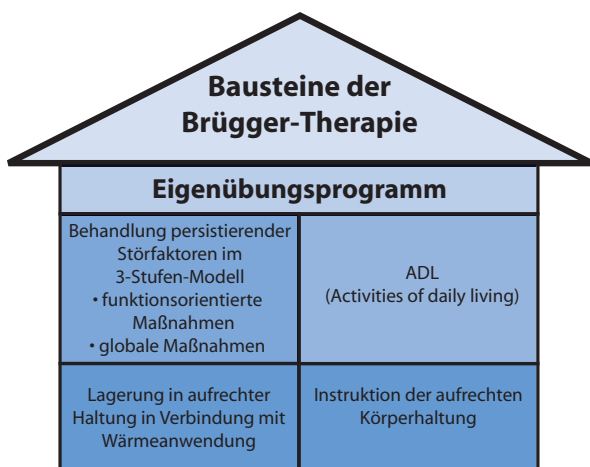 Bausteine der
Brügger-Therapie
Eigenübungsprogramm
Behandlung persistierender
Störfaktoren im
3-Stufen-Modell
• funktionsorientierte
Maßnahmen
• globale Maßnahmen
ADL
(Activities of daily living)
Lagerung in aufrechter
Haltung in Verbindung mit
Wärmeanwendung
Instruktion der aufrechten
Körperhaltung